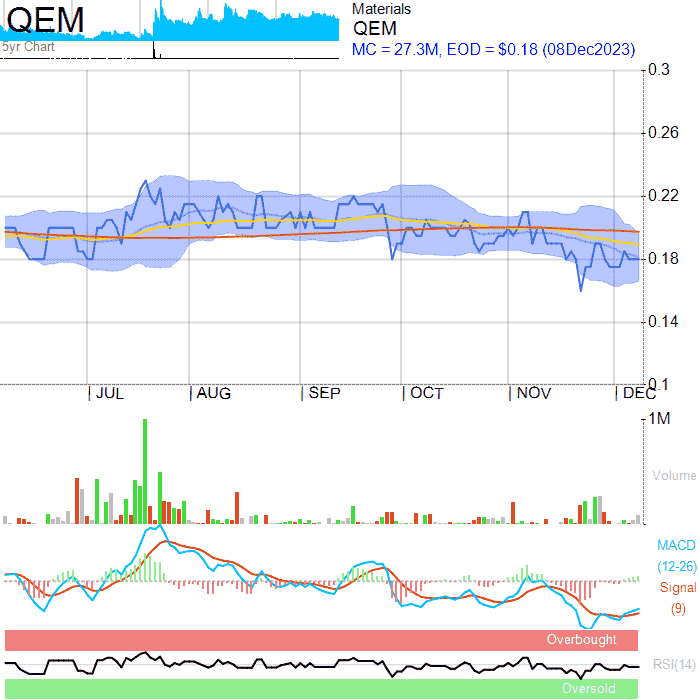 QEM
5yr Chart
Materials
QEM
MC = 27.3M, EOD = $0.18 (08Dec2023)
0.3
0.26
0.22
0.18
0.14
0.1
JUL AUG SEP OCT NOV DEC
1M
Volume
MACD
(12-26)
Signal
(9)
Overbought
RSI(14)
Oversold